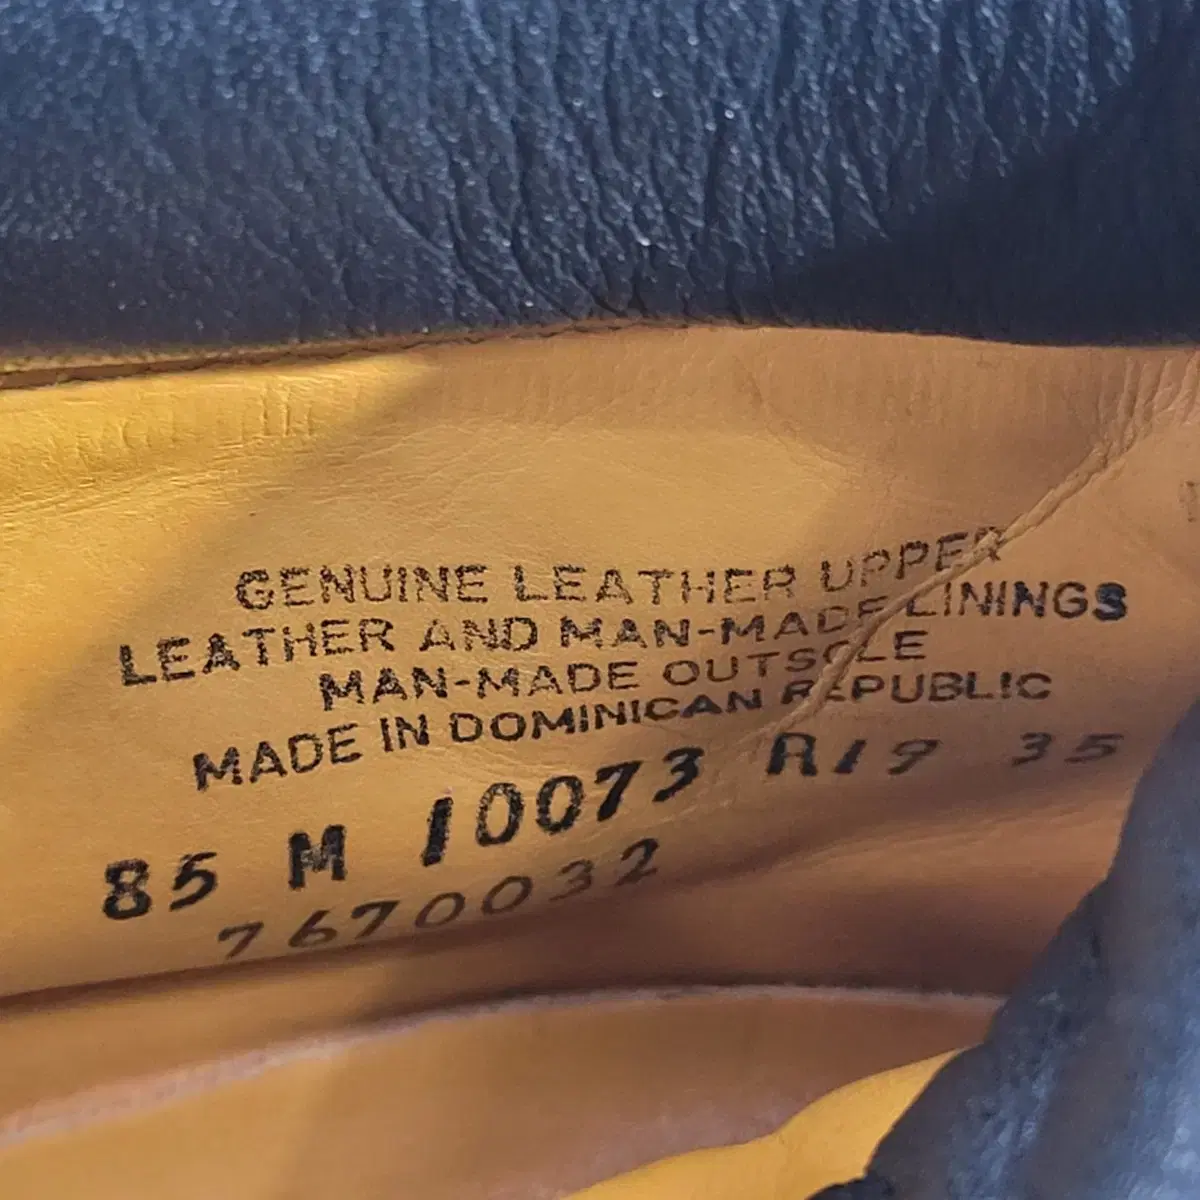 GENUINE LEATHER UPPER
LEATHER AND MAN-MADE LININGS
MAN-MADE OUTSOLE
MADE IN DOMINICAN REPUBLIC
85 M 10073 R19 35
7670032